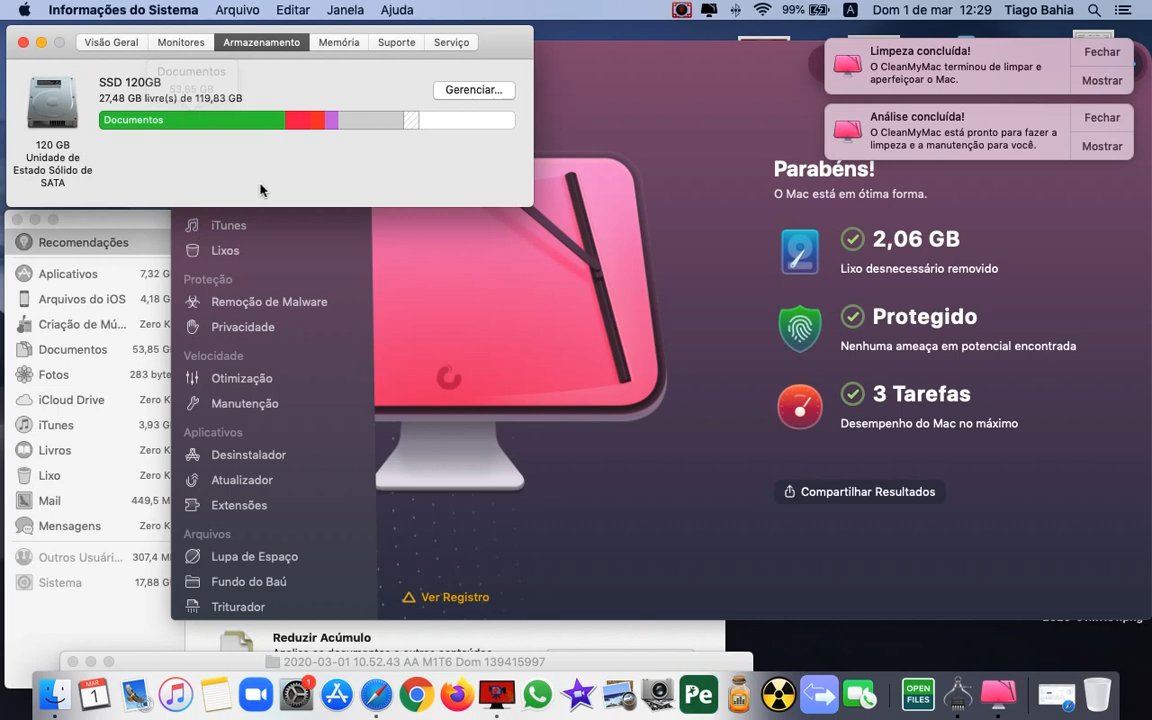 Informações do Sistema Arquivo Editar Janela Ajuda
99% A Dom 1 de mar 12:29 Tiago Bahia
Visão Geral Monitores Armazenamento Memória Suporte Serviço
SSD 120GB
27,48 GB livre(s) de 119,83 GB
Gerenciar...
Documentos
53,85 GB
Documentos
120 GB
Unidade de
Estado Sólido de
SATA
Limpeza concluída!
O CleanMyMac terminou de limpar e
aperfeiçoar o Mac.
Fechar
Mostrar
Análise concluída!
O CleanMyMac está pronto para fazer a
limpeza e a manutenção para você.
Fechar
Mostrar
Recomendações
Aplicativos 7,32 G
Arquivos do iOS 4,18 G
Criação de Mú... Zero K
Documentos 53,85 G
Fotos 283 byte
iCloud Drive Zero K
iTunes 3,93 G
Livros Zero K
Lixo Zero K
Mail 449,5 M
Mensagens Zero K
Outros Usuári... 307,4 M
Sistema 17,88 G
iTunes
Lixos
Proteção
Remoção de Malware
Privacidade
Velocidade
Otimização
Manutenção
Aplicativos
Desinstalador
Atualizador
Extensões
Arquivos
Lupa de Espaço
Fundo do Baú
Triturador
Parabéns!
O Mac está em ótima forma.
2,06 GB
Lixo desnecessário removido
Protegido
Nenhuma ameaça em potencial encontrada
3 Tarefas
Desempenho do Mac no máximo
Compartilhar Resultados
Ver Registro
Reduzir Acúmulo
2020-03-01 10.52.43 AA M1T6 Dom 139415997
MAR
1
1
Pe
OPEN
FILES